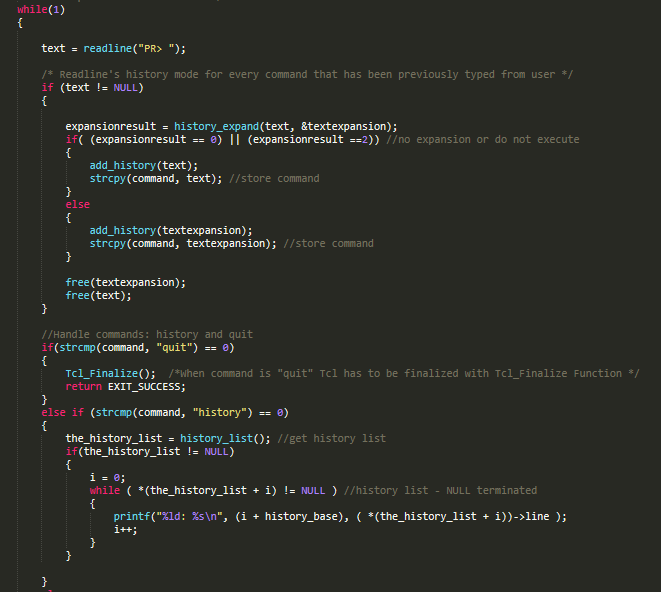 while(1)
{
text = readline("PR> ");
/* Readline's history mode for every command that has been previously typed from user */
if (text != NULL)
{
expansionresult = history_expand(text, &textexpansion);
if( (expansionresult == 0) || (expansionresult ==2)) //no expansion or do not execute
{
add_history(text);
strcpy(command, text); //store command
}
else
{
add_history(textexpansion);
strcpy(command, textexpansion); //store command
}
free(textexpansion);
free(text);
}
//Handle commands: history and quit
if(strcmp(command, "quit") == 0)
{
Tcl_Finalize();  /*When command is "quit" Tcl has to be finalized with Tcl_Finalize Function */
return EXIT_SUCCESS;
}
else if (strcmp(command, "history") == 0)
{
the_history_list = history_list(); //get history list
if(the_history_list != NULL)
{
i = 0;
while ( *(the_history_list + i) != NULL ) //history list - NULL terminated
{
printf("%ld: %s\n", (i + history_base), ( *(the_history_list + i))->line );
i++;
}
}
}